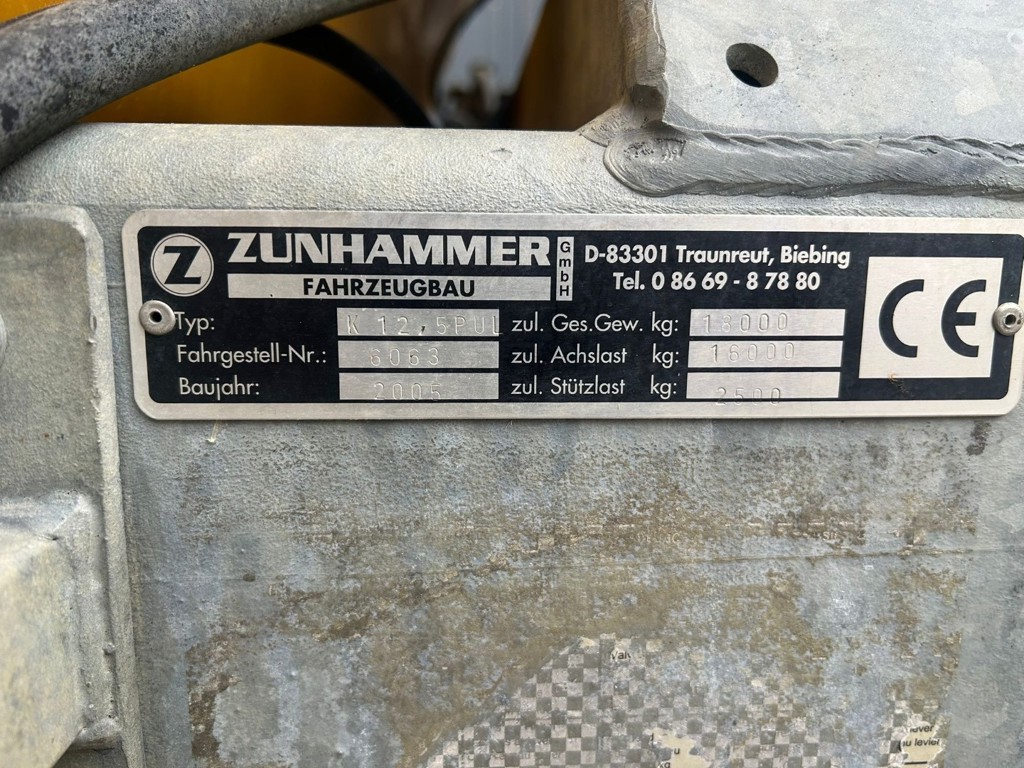 Z ZUNHAMMER GmbH
FAHRZEUGBAU
D-83301 Traunreut, Biebing
Tel. 0 86 69 - 8 78 80
CE
Typ: K 12,5PUL zul. Ges.Gew. kg: 18000
Fahrgestell-Nr.: 6063 zul. Achslast kg: 16000
Baujahr: 2005 zul. Stützlast kg: 2500